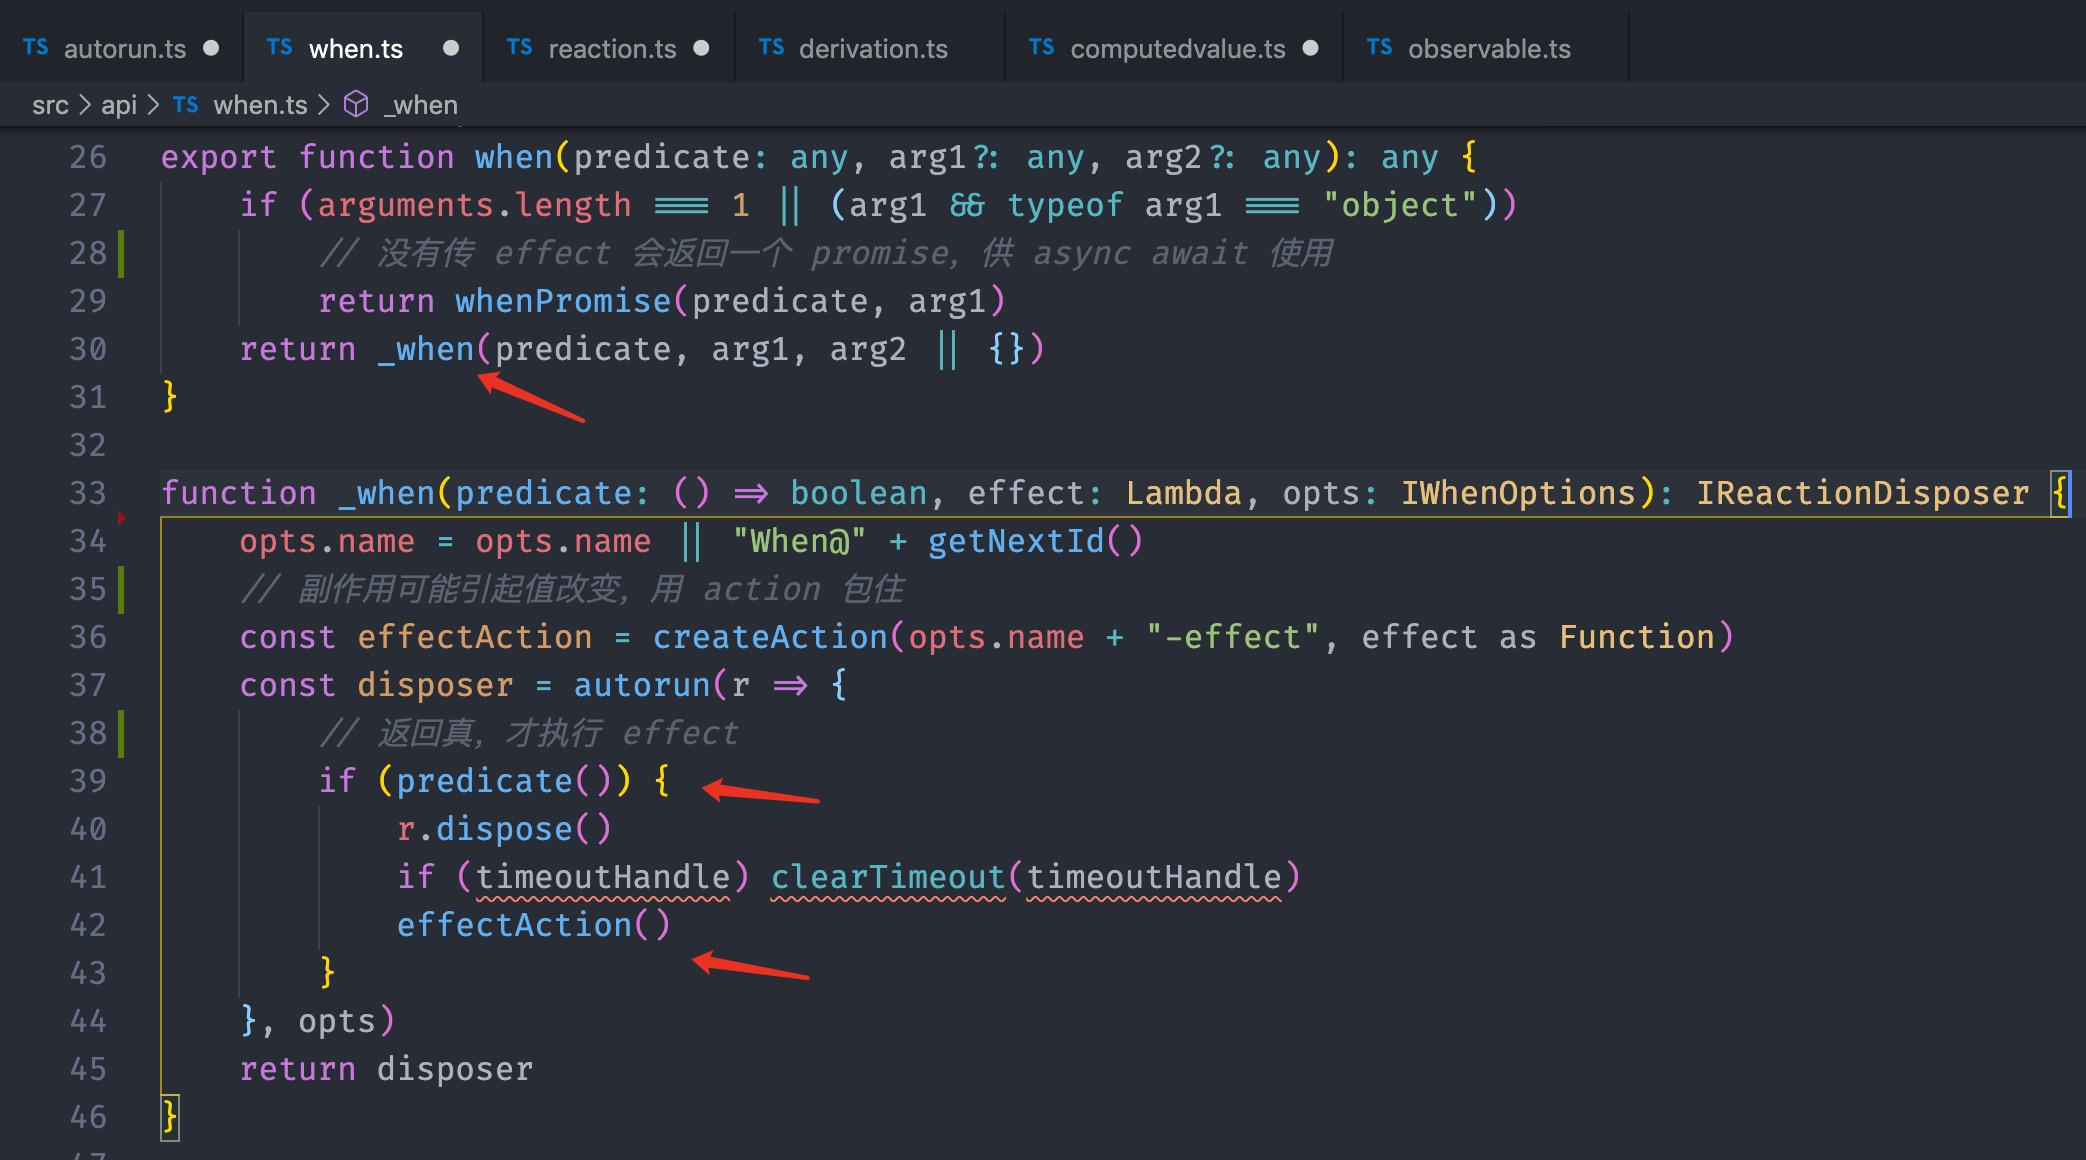 TS autorun.ts TS when.ts TS reaction.ts TS derivation.ts TS computedvalue.ts TS observable.ts
src > api > TS when.ts > _when
26 export function when(predicate: any, arg1?: any, arg2?: any): any {
27 if (arguments.length === 1 || (arg1 && typeof arg1 === "object"))
28 // 没有传 effect 会返回一个 promise，供 async await 使用
29 return whenPromise(predicate, arg1)
30 return _when(predicate, arg1, arg2 || {})
31 }
32
33 function _when(predicate: () => boolean, effect: Lambda, opts: IWhenOptions): IReactionDisposer {
34 opts.name = opts.name || "When@" + getNextId()
35 // 副作用可能引起值改变，用 action 包住
36 const effectAction = createAction(opts.name + "-effect", effect as Function)
37 const disposer = autorun(r => {
38 // 返回真，才执行 effect
39 if (predicate()) {
40 r.dispose()
41 if (timeoutHandle) clearTimeout(timeoutHandle)
42 effectAction()
43 }
44 }, opts)
45 return disposer
46 }
47